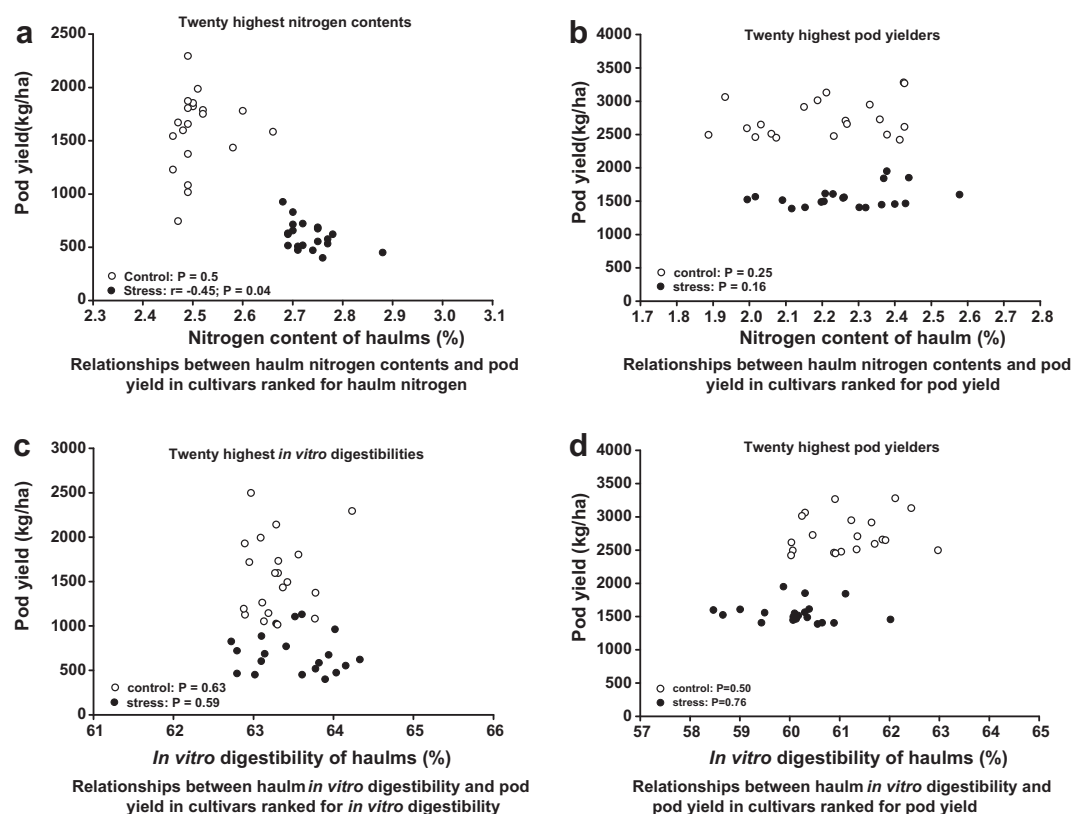 a
Twenty highest nitrogen contents
2500
2000
1500
1000
500
0
Pod yield(kg/ha)
Control: P = 0.5
Stress: r= -0.45; P = 0.04
2.3 2.4 2.5 2.6 2.7 2.8 2.9 3.0 3.1
Nitrogen content of haulms (%)
Relationships between haulm nitrogen contents and pod
yield in cultivars ranked for haulm nitrogen
b
Twenty highest pod yielders
4000
3500
3000
2500
2000
1500
1000
500
0
Pod yield(kg/ha)
control: P = 0.25
stress: P = 0.16
1.7 1.8 1.9 2.0 2.1 2.2 2.3 2.4 2.5 2.6 2.7 2.8
Nitrogen content of haulm (%)
Relationships between haulm nitrogen contents and pod
yield in cultivars ranked for pod yield
c
Twenty highest in vitro digestibilities
3000
2500
2000
1500
1000
500
0
Pod yield (kg/ha)
control: P = 0.63
stress: P = 0.59
61 62 63 64 65 66
In vitro digestibility of haulms (%)
Relationships between haulm in vitro digestibility and pod
yield in cultivars ranked for in vitro digestibility
d
Twenty highest pod yielders
4000
3500
3000
2500
2000
1500
1000
500
0
Pod yield (kg/ha)
control: P=0.50
stress: P=0.76
57 58 59 60 61 62 63 64 65
In vitro digestibility of haulms (%)
Relationships between haulm in vitro digestibility and
pod yield in cultivars ranked for pod yield